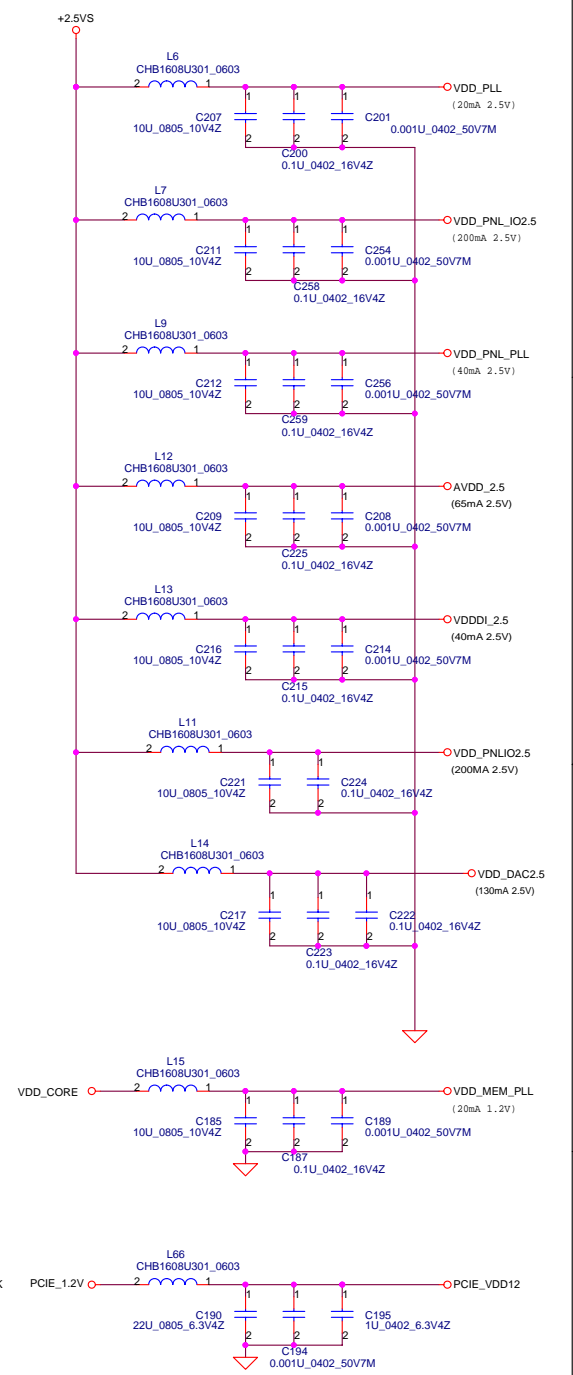 +2.5VS
L6
CHB1608U301_0603
2 1
VDD_PLL
(20mA 2.5V)
1 1 1
C207
10U_0805_10V4Z
C201
0.001U_0402_50V7M
2 2 2
C200
0.1U_0402_16V4Z
L7
CHB1608U301_0603
2 1
VDD_PNL_IO2.5
(200mA 2.5V)
1 1 1
C211
10U_0805_10V4Z
C254
0.001U_0402_50V7M
2 2 2
C258
0.1U_0402_16V4Z
L9
CHB1608U301_0603
2 1
VDD_PNL_PLL
(40mA 2.5V)
1 1 1
C212
10U_0805_10V4Z
C256
0.001U_0402_50V7M
2 2 2
C259
0.1U_0402_16V4Z
L12
CHB1608U301_0603
2 1
AVDD_2.5
(65mA 2.5V)
1 1 1
C209
10U_0805_10V4Z
C208
0.001U_0402_50V7M
2 2 2
C225
0.1U_0402_16V4Z
L13
CHB1608U301_0603
2 1
VDDDI_2.5
(40mA 2.5V)
1 1 1
C216
10U_0805_10V4Z
C214
0.001U_0402_50V7M
2 2 2
C215
0.1U_0402_16V4Z
L11
CHB1608U301_0603
2 1
VDD_PNLIO2.5
(200MA 2.5V)
1 1
C221
10U_0805_10V4Z
C224
0.1U_0402_16V4Z
2 2
L14
CHB1608U301_0603
2 1
VDD_DAC2.5
(130mA 2.5V)
1 1 1
C217
10U_0805_10V4Z
C222
0.1U_0402_16V4Z
2 2 2
C223
0.1U_0402_16V4Z
L15
CHB1608U301_0603
VDD_CORE
2 1
VDD_MEM_PLL
(20mA 1.2V)
1 1 1
C185
10U_0805_10V4Z
C189
0.001U_0402_50V7M
2 2 2
C187
0.1U_0402_16V4Z
L66
CHB1608U301_0603
PCIE_1.2V
2 1
PCIE_VDD12
1 1 1
C190
22U_0805_6.3V4Z
C195
1U_0402_6.3V4Z
2 2 2
C194
0.001U_0402_50V7M